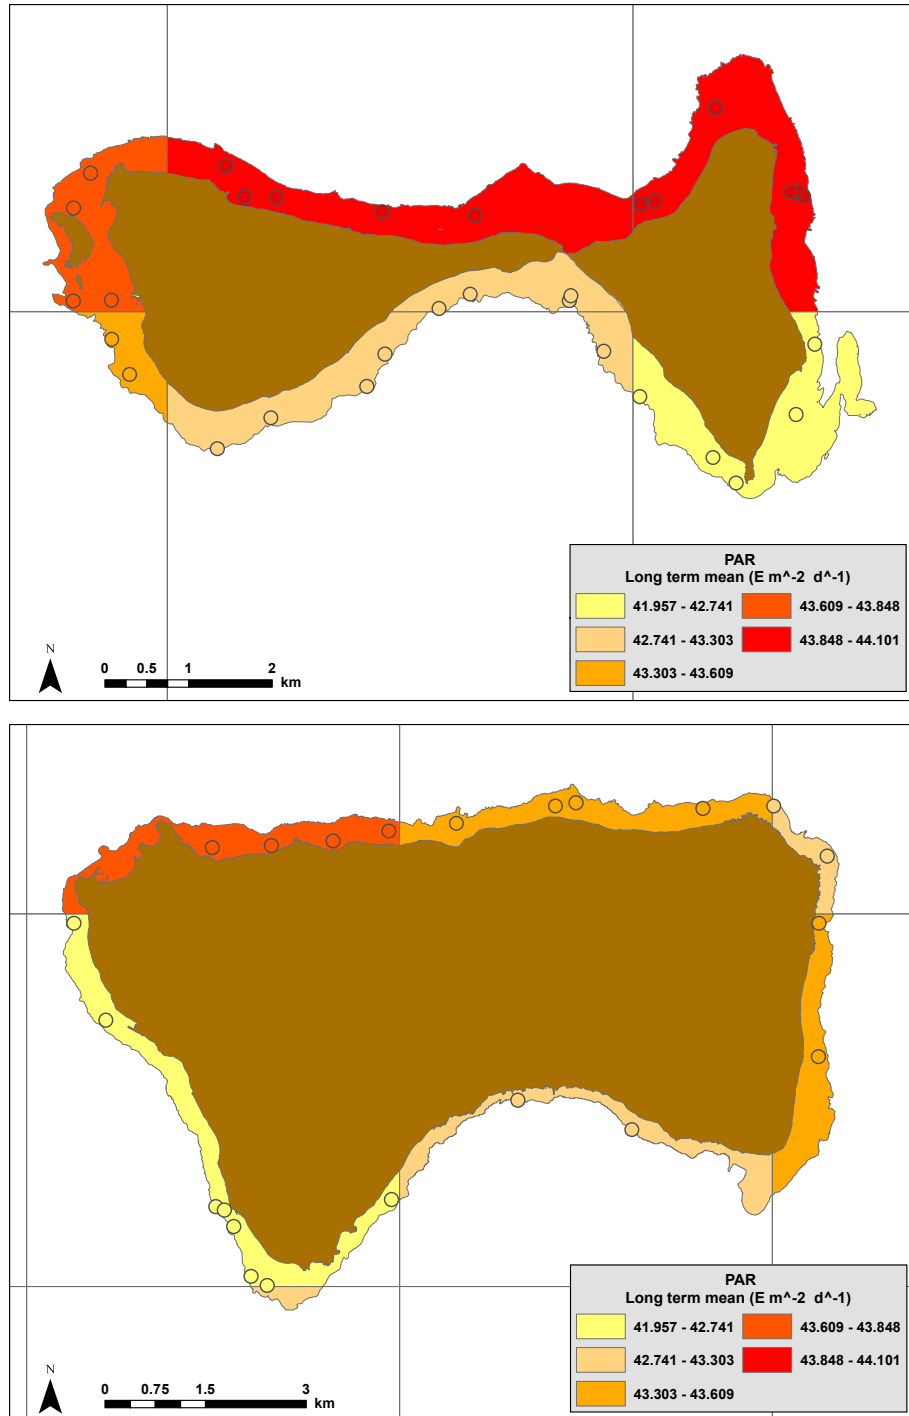 PAR
Long term mean (E m^-2 d^-1)
41.957 - 42.741 43.609 - 43.848
42.741 - 43.303 43.848 - 44.101
43.303 - 43.609
N
0 0.5 1 2
km
PAR
Long term mean (E m^-2 d^-1)
41.957 - 42.741 43.609 - 43.848
42.741 - 43.303 43.848 - 44.101
43.303 - 43.609
N
0 0.75 1.5 3
km